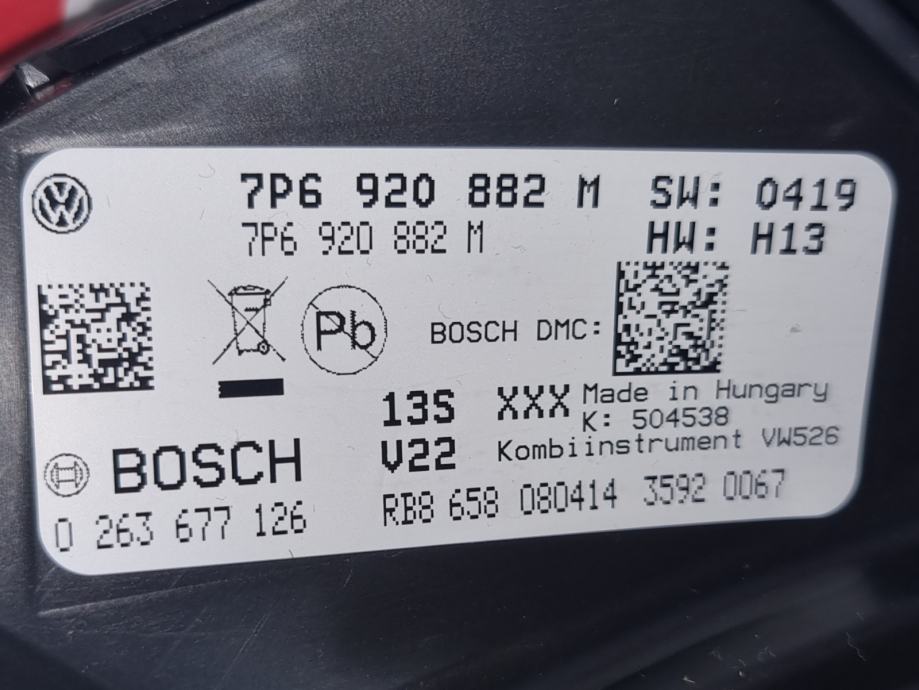 7P6 920 882 M SW: 0419
7P6 920 882 M HW: H13
Pb BOSCH DMC:
13S XXX Made in Hungary
K: 504538
BOSCH V22 Kombiinstrument VW526
0 263 677 126 RB8 658 080414 3592 0067